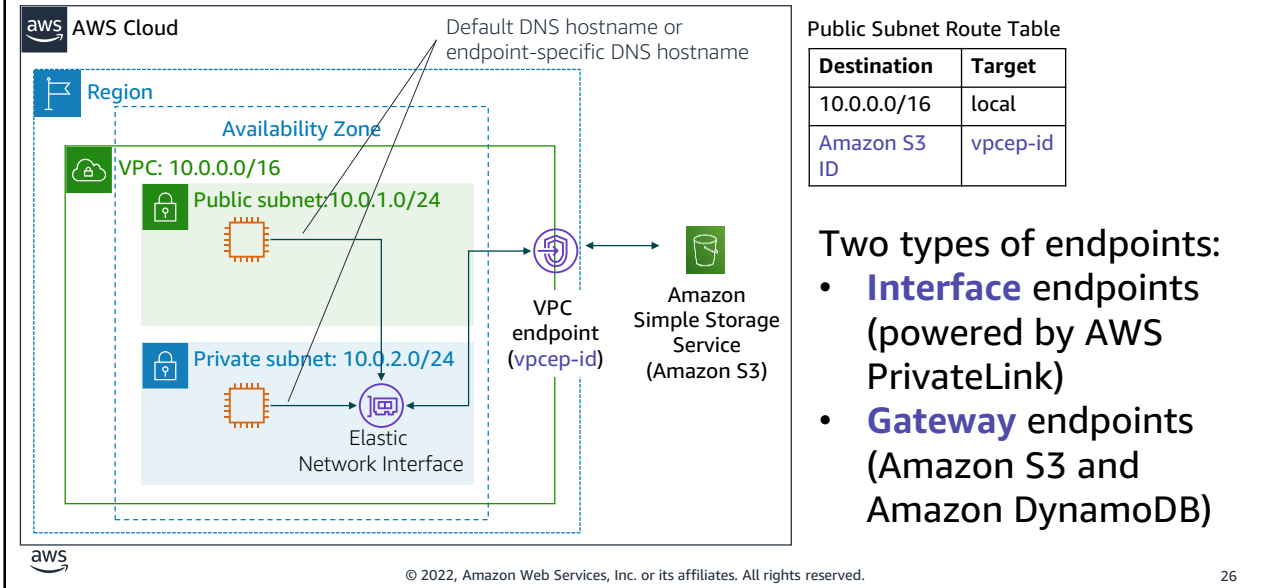 aws
AWS Cloud
Default DNS hostname or
endpoint-specific DNS hostname
Region
Availability Zone
VPC: 10.0.0.0/16
Public subnet:10.0.1.0/24
Private subnet: 10.0.2.0/24
Elastic
Network Interface
VPC
endpoint
(vpcep-id)
Amazon
Simple Storage
Service
(Amazon S3)
Public Subnet Route Table
Destination Target
10.0.0.0/16 local
Amazon S3 vpcep-id
ID
Two types of endpoints:
• Interface endpoints
(powered by AWS
PrivateLink)
• Gateway endpoints
(Amazon S3 and
Amazon DynamoDB)
aws
© 2022, Amazon Web Services, Inc. or its affiliates. All rights reserved.
26